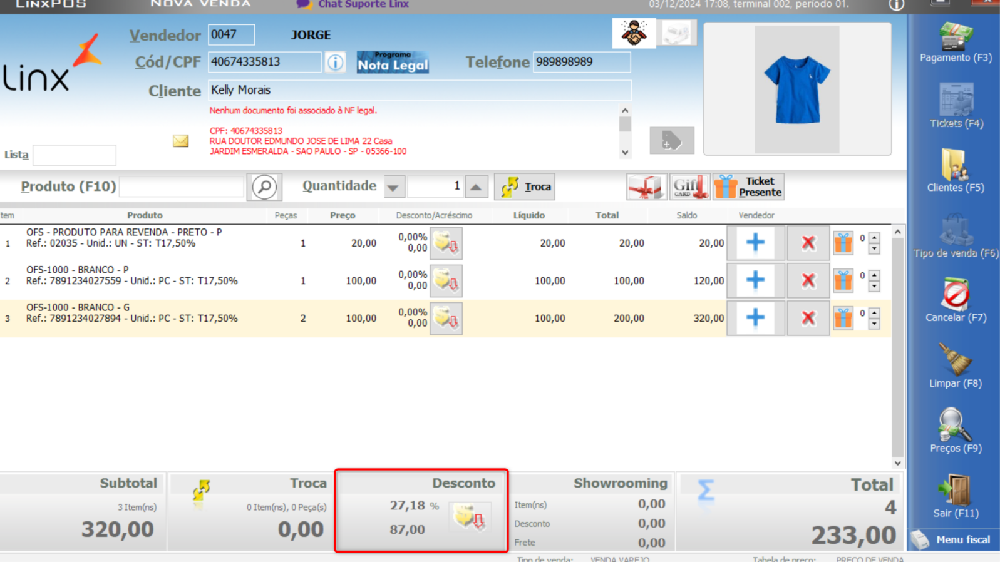 LINXPOS NOVA VENDA Chat Suporte Linx 03/12/2024 17:08, terminal 002, período 01.
Linx
Vendedor 0047 JORGE
Cód/CPF 40674335813 Programa Nota Legal Telefone 989898989
Cliente Kelly Morais
Nenhum documento foi associado à NF legal.
CPF: 40674335813
RUA DOUTOR EDMUNDO JOSE DE LIMA 22 Casa
JARDIM ESMERALDA - SAO PAULO - SP - 05366-100
Lista
Produto (F10) Quantidade 1 Troca Gift CARD Ticket Presente
tem Produto Peças Preço Desconto/Acréscimo Líquido Total Saldo Vendedor
OFS - PRODUTO PARA REVENDA - PRETO - P
1 Ref.: 02035 - Unid.: UN - ST: T17,50% 1 20,00 0,00% 0,00 20,00 20,00 20,00 0
OFS-1000 - BRANCO - P
2 Ref.: 7891234027559 - Unid.: PC - ST: T17,50% 1 100,00 0,00% 0,00 100,00 100,00 120,00 0
OFS-1000 - BRANCO - G
3 Ref.: 7891234027894 - Unid.: PC - ST: T17,50% 2 100,00 0,00% 0,00 100,00 200,00 320,00 0
Subtotal
3 Item(ns)
320,00
Troca
0 Item(ns), 0 Peça(s)
0,00
Desconto
27,18 %
87,00
Showrooming
Item(ns) 0,00
Desconto 0,00
Frete 0,00
Σ Total
4
233,00
Tipo de venda: VENDA VAREJO Tabela de preço: PREÇO DE VENDA
Pagamento (F3)
Tickets (F4)
Clientes (F5)
Tipo de venda (F6)
Cancelar (F7)
Limpar (F8)
Preços (F9)
Sair (F11)
Menu fiscal